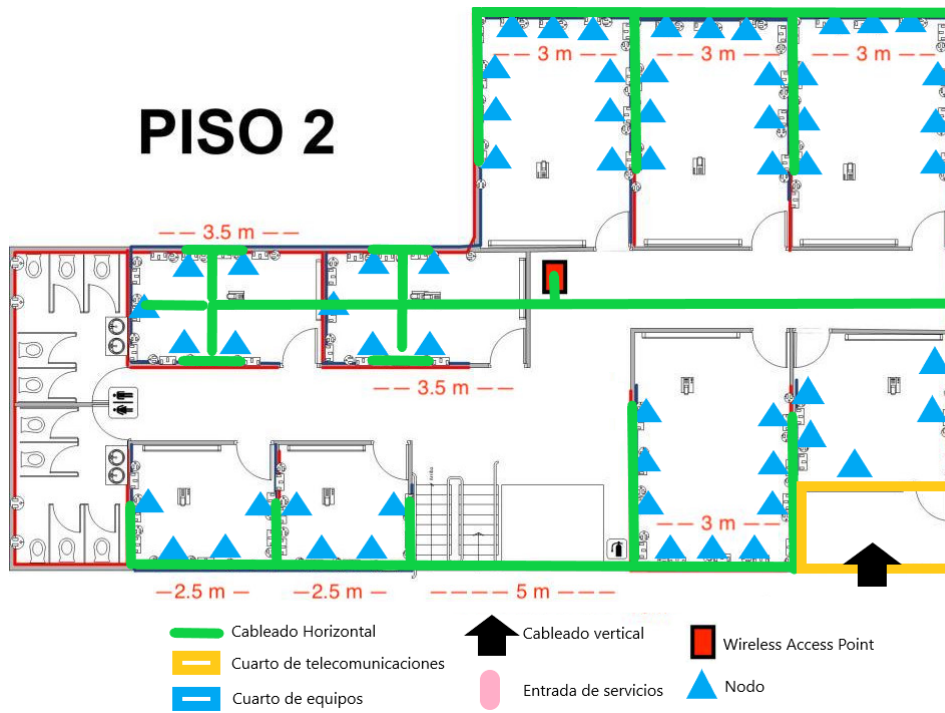 — 3 m —
— 3 m —
— 3 m —
PISO 2
— — 3.5 m — — —
— — 3.5 m — — —
— — 3 m — —
—2.5 m —
—2.5 m —
— — — — — 5 m — — — —
Cableado Horizontal
Cableado vertical
Wireless Access Point
Cuarto de telecomunicaciones
Entrada de servicios
Nodo
Cuarto de equipos